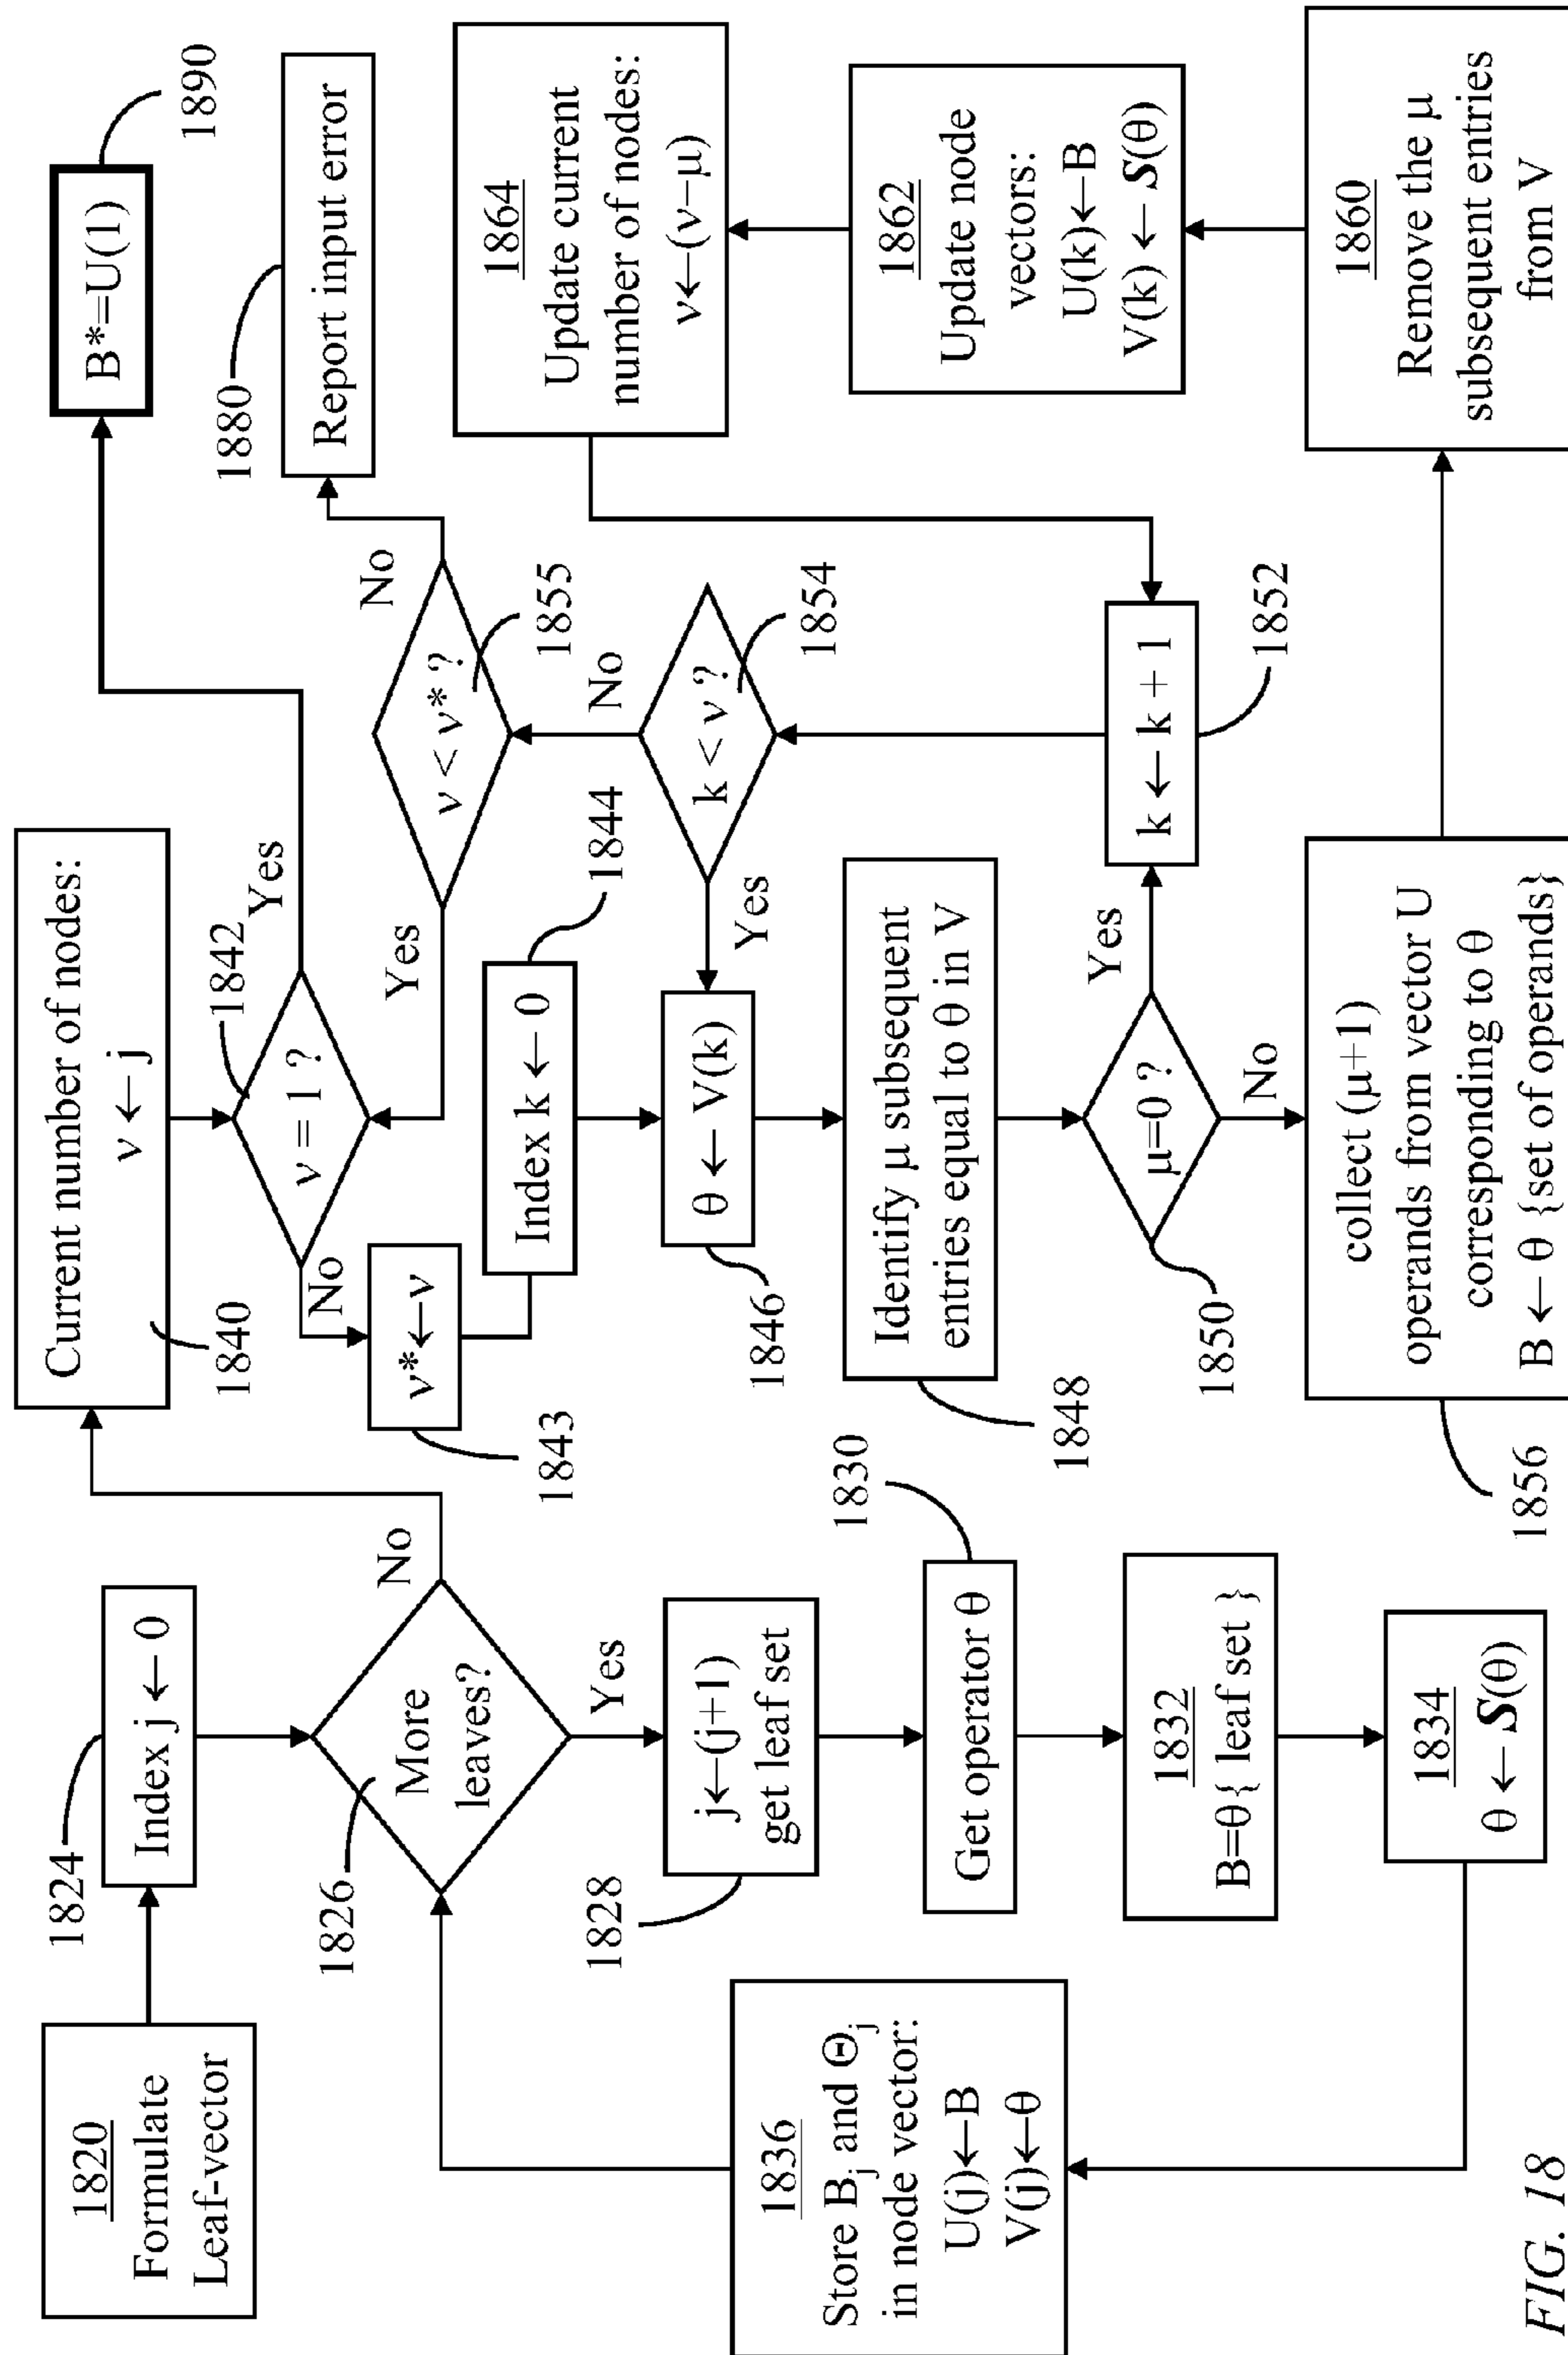 1820
Formulate
Leaf-vector
1824
Index j ← 0
1826
More
leaves?
No
Yes
1828
j←(j+1)
get leaf set
1830
Get operator θ
1832
B=θ{ leaf set }
1834
θ ← S(θ)
1836
Store Bj and Θj
in node vector:
U(j)←B
V(j)←θ
Current number of nodes:
ν ← j
1840
1842
ν = 1 ?
Yes
No
ν*←ν
1843
Index k ← 0
1844
θ ← V(k)
1846
Identify μ subsequent
entries equal to θ in V
1848
μ=0 ?
1850
Yes
No
k ← k + 1
1852
k < ν ?
1854
Yes
No
ν < ν* ?
1855
Yes
No
collect (μ+1)
operands from vector U
corresponding to θ
B ← θ {set of operands}
1856
1860
Remove the μ
subsequent entries
from V
1862
Update node
vectors:
U(k)←B
V(k) ← S(θ)
1864
Update current
number of nodes:
ν←(ν−μ)
1880
Report input error
B*=U(1)
1890
FIG. 18